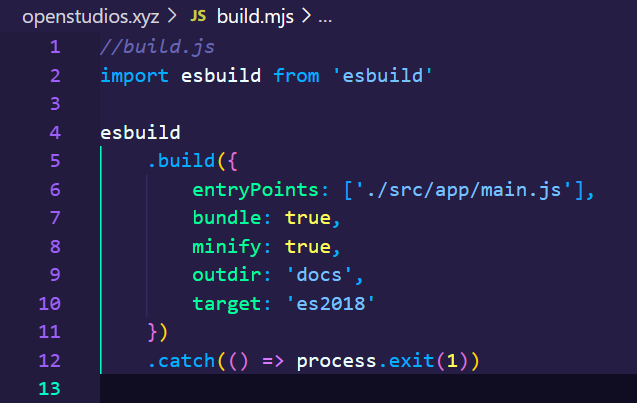 openstudios.xyz > JS build.mjs > ...
1 //build.js
2 import esbuild from 'esbuild'
3
4 esbuild
5     .build({
6         entryPoints: ['./src/app/main.js'],
7         bundle: true,
8         minify: true,
9         outdir: 'docs',
10         target: 'es2018'
11     })
12     .catch(() => process.exit(1))
13